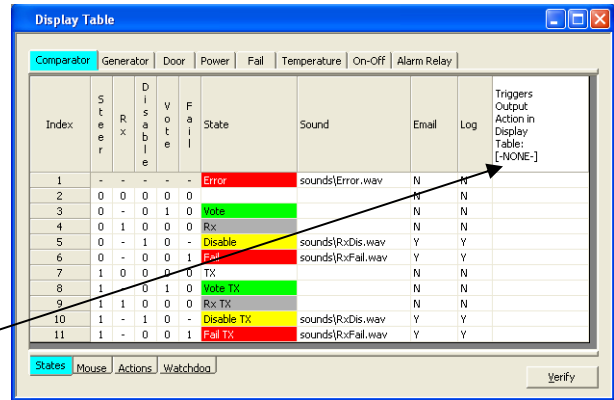 Display Table
Comparator Generator Door Power Fail Temperature On-Off Alarm Relay
Index Steer Rx Disable Vote Fail State Sound Email Log Triggers Output Action in Display Table: [-NONE-]
1 - - - - - Error sounds\Error.wav N N
2 0 0 0 0 0 N N
3 0 - 0 1 0 Vote N N
4 0 1 0 0 0 Rx N N
5 0 - 1 0 - Disable sounds\RxDis.wav Y Y
6 0 - 0 0 1 Fail sounds\RxFail.wav Y Y
7 1 0 0 0 0 TX N N
8 1 - 0 1 0 Vote TX N N
9 1 1 0 0 0 Rx TX N N
10 1 - 1 0 - Disable TX sounds\RxDis.wav Y Y
11 1 - 0 0 1 Fail TX sounds\RxFail.wav Y Y
States Mouse Actions Watchdog
Verify